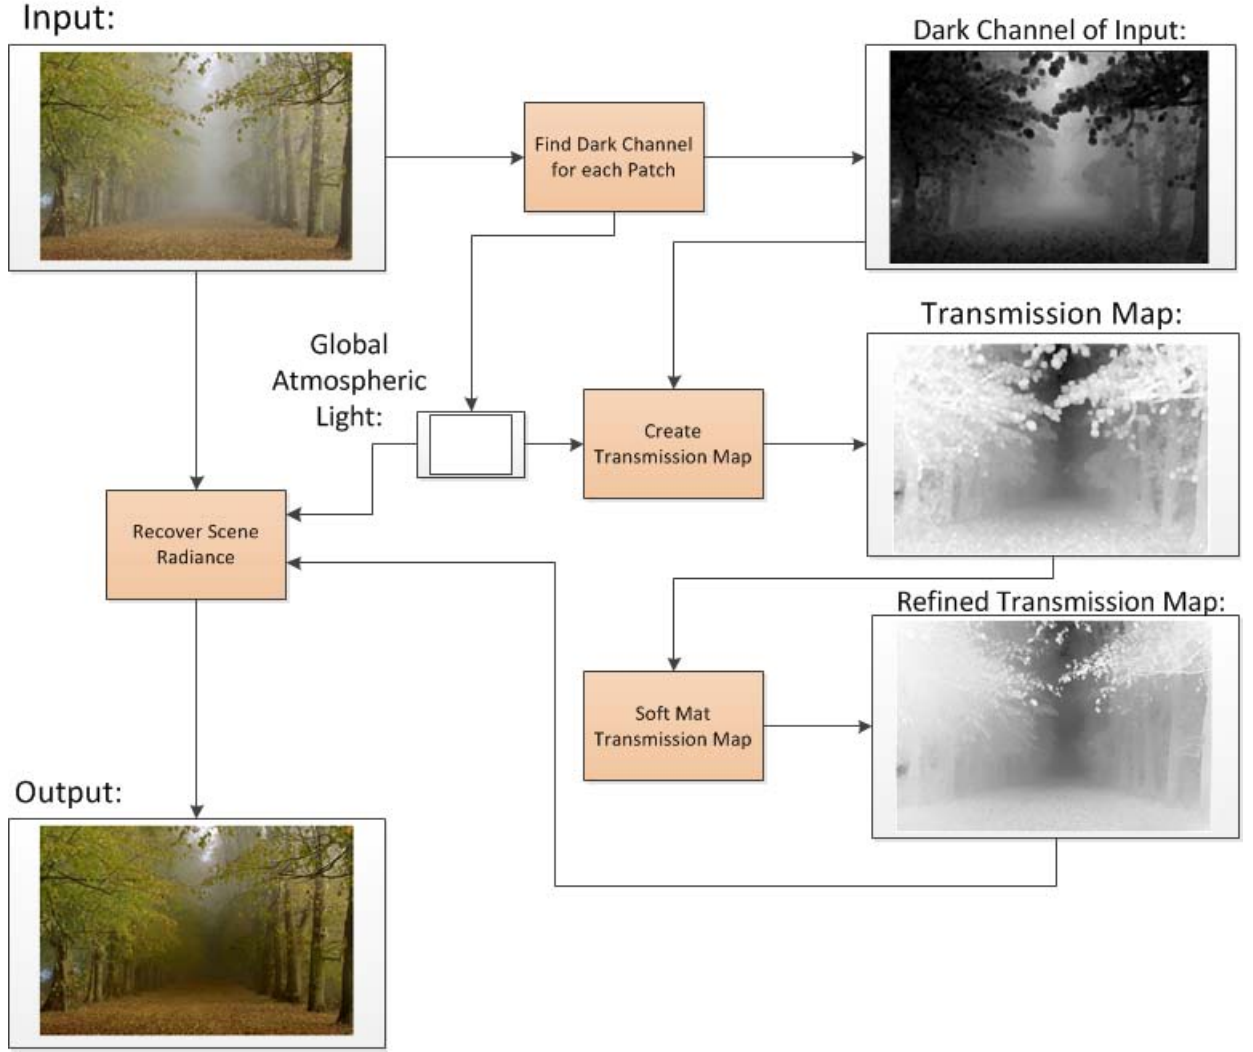 Input:
Dark Channel of Input:
Find Dark Channel
for each Patch
Transmission Map:
Global
Atmospheric
Light:
Create
Transmission Map
Recover Scene
Radiance
Refined Transmission Map:
Soft Mat
Transmission Map
Output: